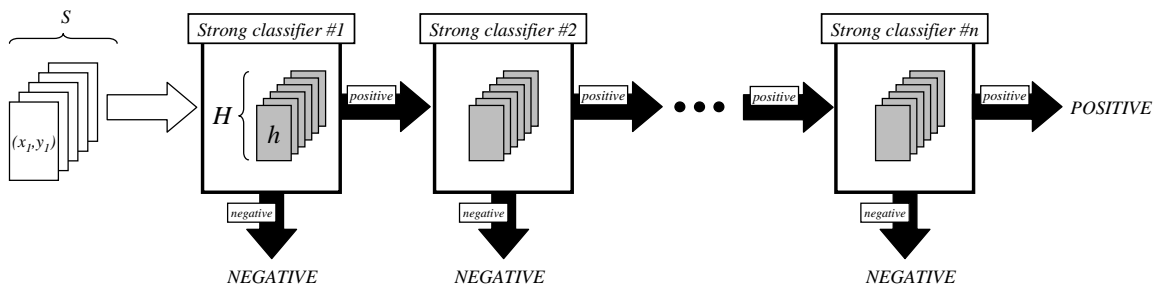 S
(x1,y1)
Strong classifier #1
H
h
positive
negative
NEGATIVE
Strong classifier #2
positive
negative
NEGATIVE
positive
Strong classifier #n
positive
negative
NEGATIVE
POSITIVE